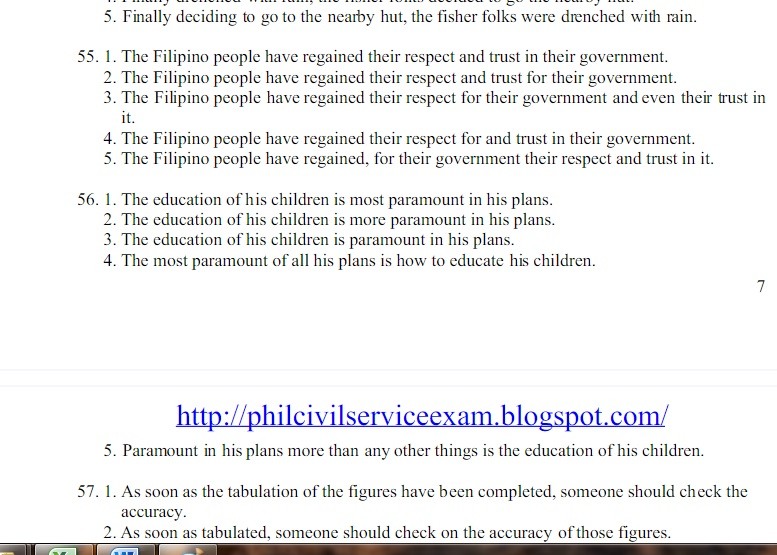 5. Finally deciding to go to the nearby hut, the fisher folks were drenched with rain.
55. 1. The Filipino people have regained their respect and trust in their government.
2. The Filipino people have regained their respect and trust for their government.
3. The Filipino people have regained their respect for their government and even their trust in
it.
4. The Filipino people have regained their respect for and trust in their government.
5. The Filipino people have regained, for their government their respect and trust in it.
56. 1. The education of his children is most paramount in his plans.
2. The education of his children is more paramount in his plans.
3. The education of his children is paramount in his plans.
4. The most paramount of all his plans is how to educate his children.
7
http://philcivilserviceexam.blogspot.com/
5. Paramount in his plans more than any other things is the education of his children.
57. 1. As soon as the tabulation of the figures have been completed, someone should check the
accuracy.
2. As soon as tabulated, someone should check on the accuracy of those figures.